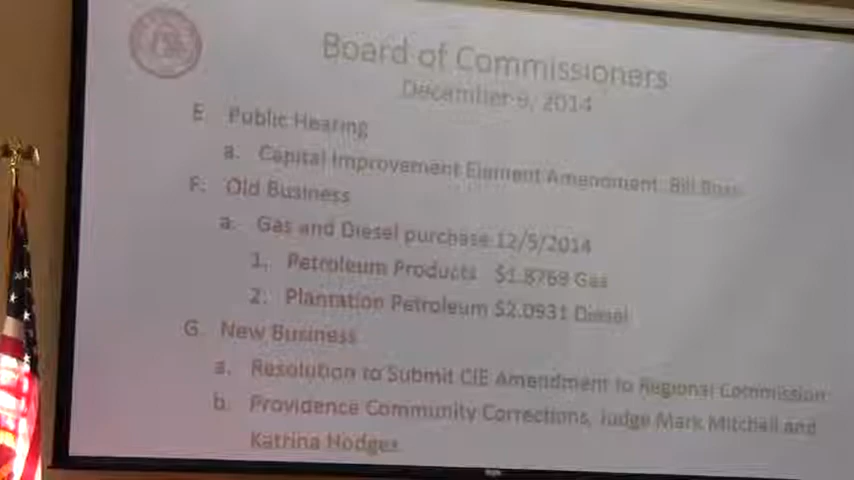 Board of Commissioners
December 9, 2014
E. Public Hearing
a. Capital Improvement Element Amendment Bill Ross
F. Old Business
a. Gas and Diesel purchase 12/5/2014
1. Petroleum Products $1.8769 Gas
2. Plantation Petroleum $2.0931 Diesel
G. New Business
a. Resolution to Submit CIE Amendment to Regional Commission
b. Providence Community Corrections, Judge Mark Mitchell and
Katrina Hodges